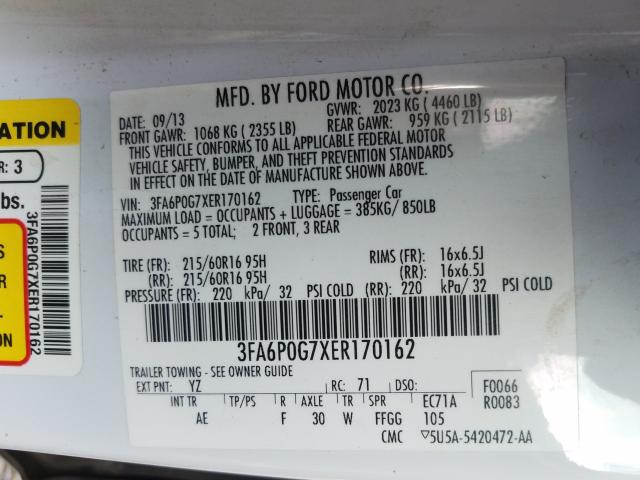 MFD. BY FORD MOTOR CO.
DATE: 09/13 GVWR: 2023 KG ( 4460 LB)
FRONT GAWR: 1068 KG ( 2355 LB) REAR GAWR: 959 KG ( 2115 LB)
THIS VEHICLE CONFORMS TO ALL APPLICABLE FEDERAL MOTOR
VEHICLE SAFETY, BUMPER, AND THEFT PREVENTION STANDARDS
IN EFFECT ON THE DATE OF MANUFACTURE SHOWN ABOVE.
VIN: 3FA6P0G7XER170162 TYPE: Passenger Car
MAXIMUM LOAD = OCCUPANTS + LUGGAGE = 385KG/ 850LB
OCCUPANTS = 5 TOTAL; 2 FRONT, 3 REAR
TIRE (FR): 215/60R16 95H RIMS (FR): 16x6.5J
(RR): 215/60R16 95H (RR): 16x6.5J
PRESSURE (FR): 220 kPa/ 32 PSI COLD (RR): 220 kPa/ 32 PSI COLD
3FA6P0G7XER170162
TRAILER TOWING - SEE OWNER GUIDE
EXT PNT: YZ RC: 71 DSO: F0066
INT TR TP/PS R AXLE TR SPR EC71A R0083
AE F 30 W FFGG 105
CMC ▽5U5A-5420472-AA
ATION
R: 3
bs.
3FA6P0G7XER170162